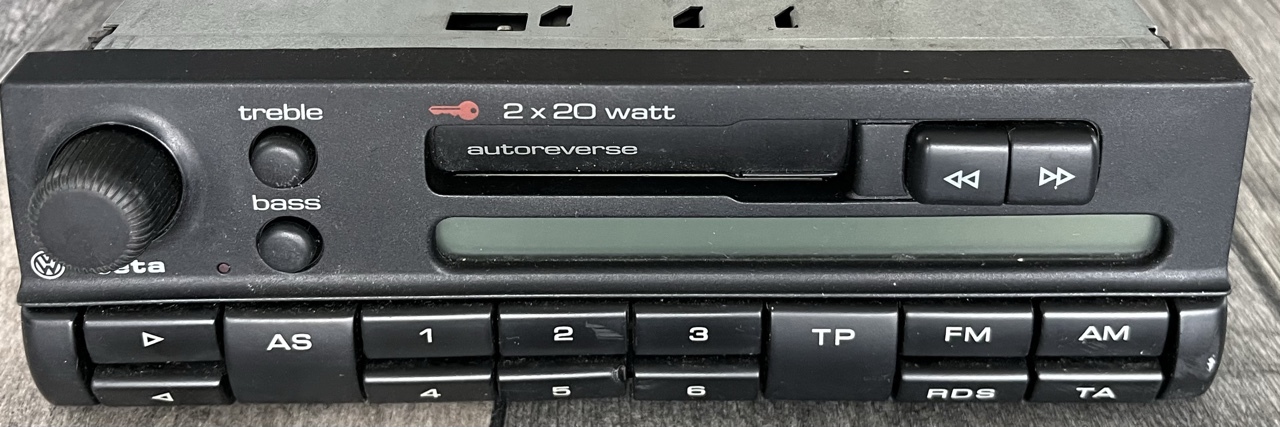 treble
2 x 20 watt
autoreverse
bass
AS
1
2
3
TP
FM
AM
4
5
6
RDS
TA